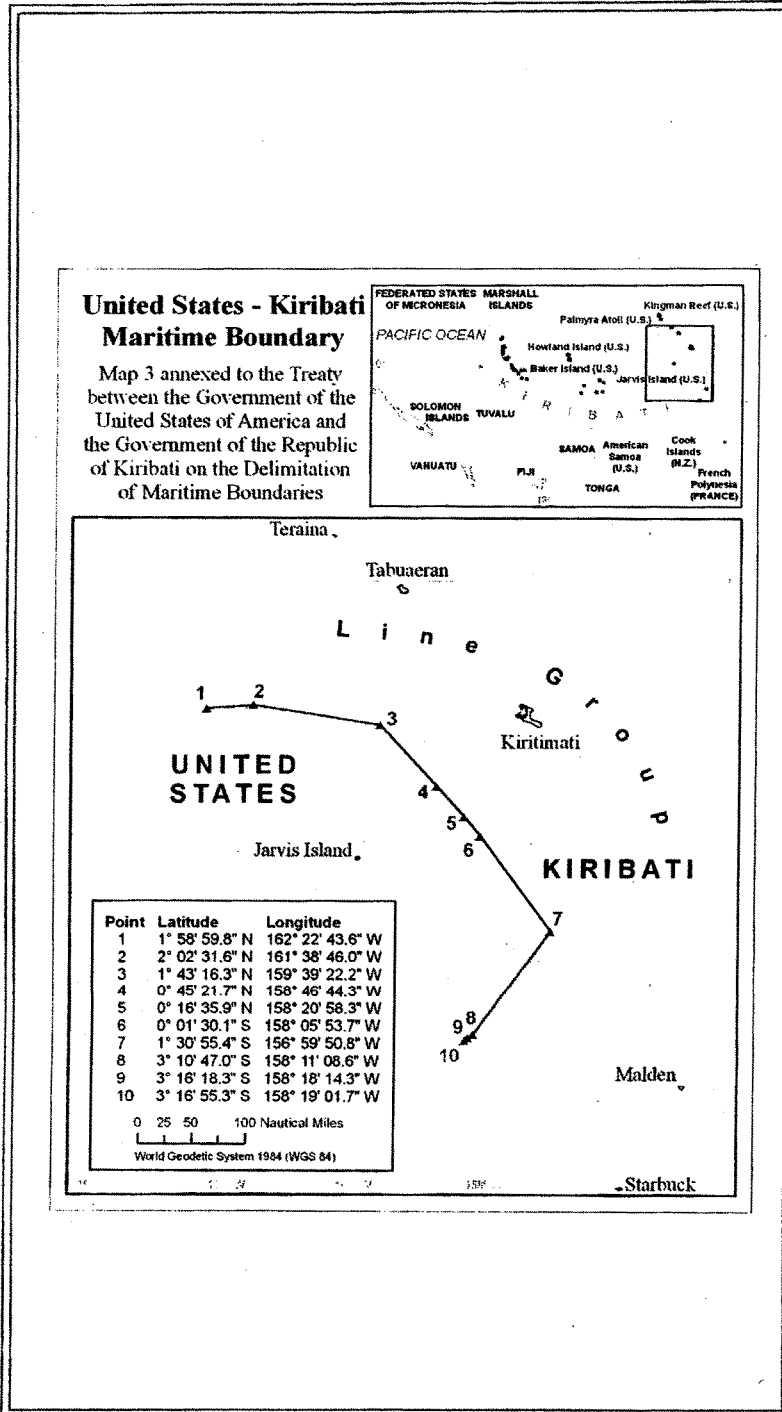 United States - Kiribati
Maritime Boundary
Map 3 annexed to the Treaty
between the Government of the
United States of America and
the Government of the Republic
of Kiribati on the Delimitation
of Maritime Boundaries
FEDERATED STATES OF MICRONESIA
MARSHALL ISLANDS
Kingman Reef (U.S.)
Palmyra Atoll (U.S.)
PACIFIC OCEAN
Howland Island (U.S.)
Baker Island (U.S.)
Jarvis Island (U.S.)
K I R I B A T I
SOLOMON ISLANDS
TUVALU
SAMOA
American Samoa (U.S.)
Cook Islands (N.Z.)
VANUATU
FIJI
TONGA
French Polynesia (FRANCE)
Teraina
Tabuaeran
Line Group
1
2
3
Kiritimati
UNITED
STATES
4
5
6
Jarvis Island
KIRIBATI
7
8
9
10
Point Latitude Longitude
1 1° 58' 59.8" N 162° 22' 43.6" W
2 2° 02' 31.6" N 161° 38' 46.0" W
3 1° 43' 16.3" N 159° 39' 22.2" W
4 0° 45' 21.7" N 158° 46' 44.3" W
5 0° 16' 35.9" N 158° 20' 58.3" W
6 0° 01' 30.1" S 158° 05' 53.7" W
7 1° 30' 55.4" S 156° 59' 50.8" W
8 3° 10' 47.0" S 158° 11' 08.6" W
9 3° 16' 18.3" S 158° 18' 14.3" W
10 3° 16' 55.3" S 158° 19' 01.7" W
0 25 50 100 Nautical Miles
World Geodetic System 1984 (WGS 84)
Malden
Starbuck